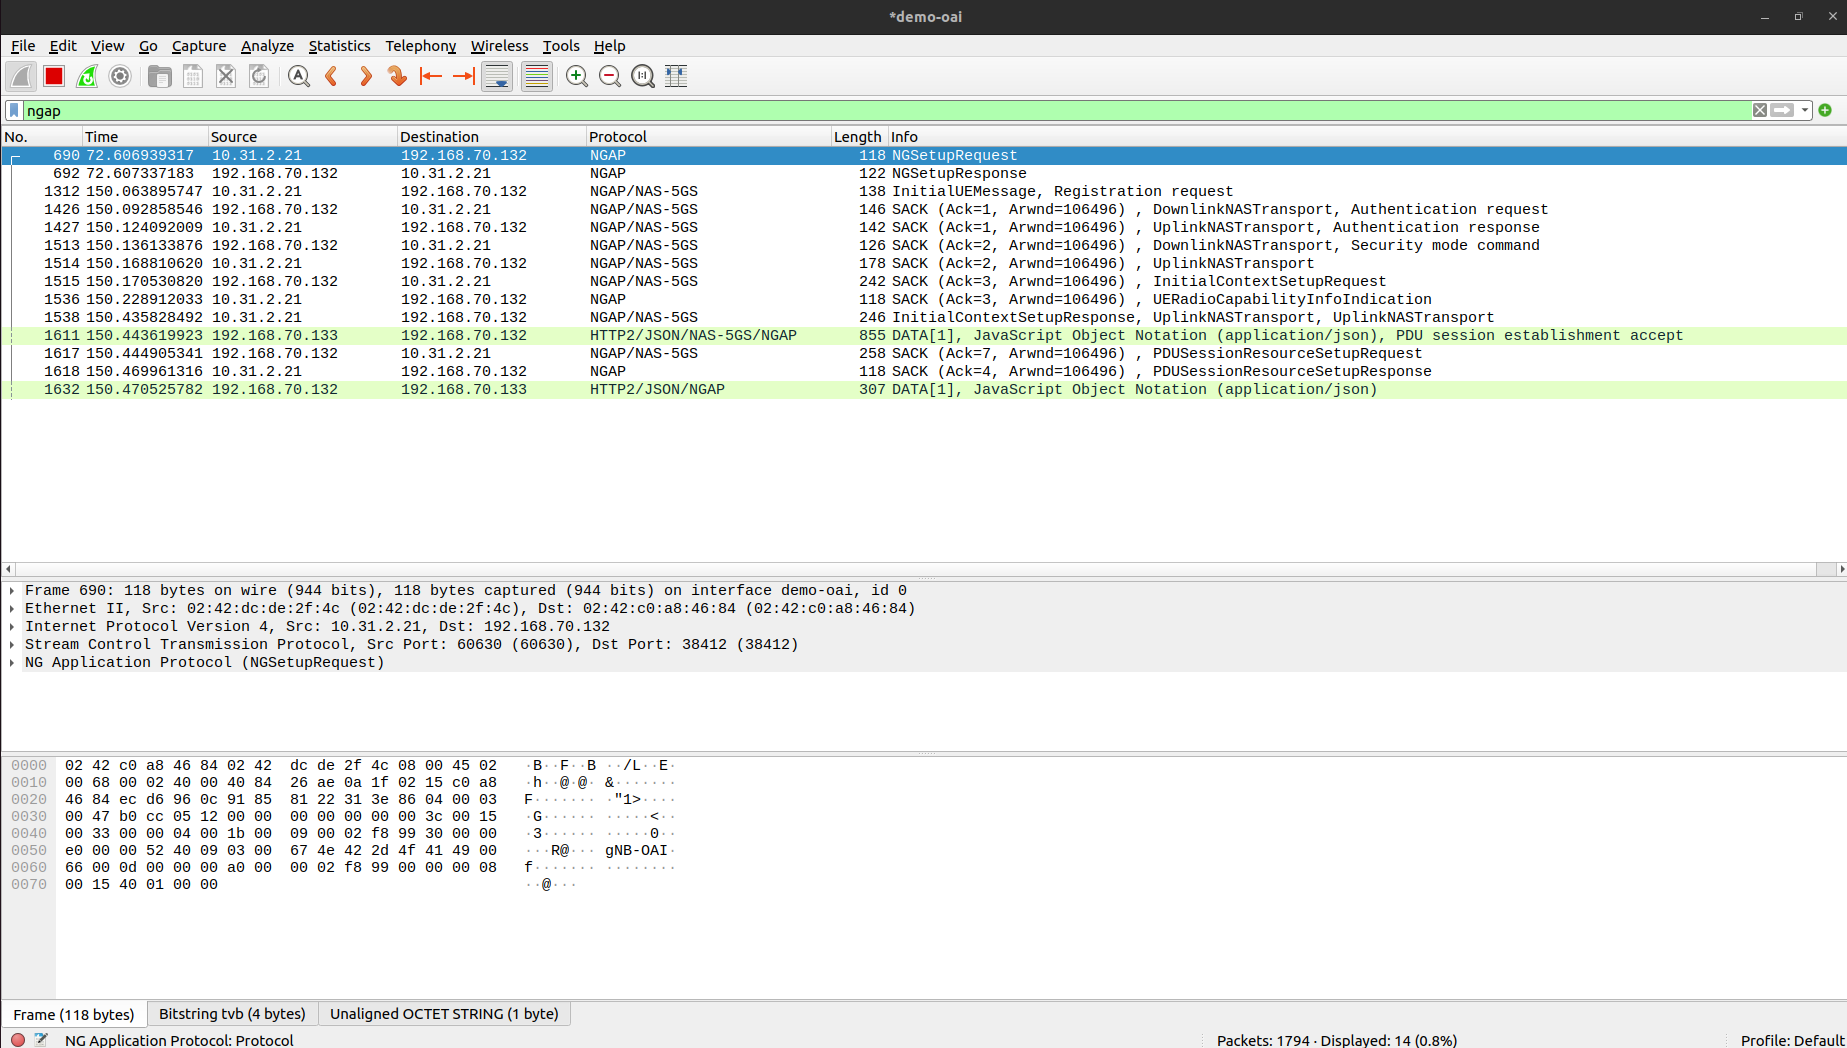 *demo-oai
File Edit View Go Capture Analyze Statistics Telephony Wireless Tools Help
ngap
No. Time Source Destination Protocol Length Info
690 72.606939317 10.31.2.21 192.168.70.132 NGAP 118 NGSetupRequest
692 72.607337183 192.168.70.132 10.31.2.21 NGAP 122 NGSetupResponse
1312 150.063895747 10.31.2.21 192.168.70.132 NGAP/NAS-5GS 138 InitialUEMessage, Registration request
1426 150.092858546 192.168.70.132 10.31.2.21 NGAP/NAS-5GS 146 SACK (Ack=1, Arwnd=106496) , DownlinkNASTransport, Authentication request
1427 150.124092009 10.31.2.21 192.168.70.132 NGAP/NAS-5GS 142 SACK (Ack=1, Arwnd=106496) , UplinkNASTransport, Authentication response
1513 150.136133876 192.168.70.132 10.31.2.21 NGAP/NAS-5GS 126 SACK (Ack=2, Arwnd=106496) , DownlinkNASTransport, Security mode command
1514 150.168810620 10.31.2.21 192.168.70.132 NGAP/NAS-5GS 178 SACK (Ack=2, Arwnd=106496) , UplinkNASTransport
1515 150.170530820 192.168.70.132 10.31.2.21 NGAP/NAS-5GS 242 SACK (Ack=3, Arwnd=106496) , InitialContextSetupRequest
1536 150.228912033 10.31.2.21 192.168.70.132 NGAP 118 SACK (Ack=3, Arwnd=106496) , UERadioCapabilityInfoIndication
1538 150.435828492 10.31.2.21 192.168.70.132 NGAP/NAS-5GS 246 InitialContextSetupResponse, UplinkNASTransport, UplinkNASTransport
1611 150.443619923 192.168.70.133 192.168.70.132 HTTP2/JSON/NAS-5GS/NGAP 855 DATA[1], JavaScript Object Notation (application/json), PDU session establishment accept
1617 150.444905341 192.168.70.132 10.31.2.21 NGAP/NAS-5GS 258 SACK (Ack=7, Arwnd=106496) , PDUSessionResourceSetupRequest
1618 150.469961316 10.31.2.21 192.168.70.132 NGAP 118 SACK (Ack=4, Arwnd=106496) , PDUSessionResourceSetupResponse
1632 150.470525782 192.168.70.132 192.168.70.133 HTTP2/JSON/NGAP 307 DATA[1], JavaScript Object Notation (application/json)
Frame 690: 118 bytes on wire (944 bits), 118 bytes captured (944 bits) on interface demo-oai, id 0
Ethernet II, Src: 02:42:dc:de:2f:4c (02:42:dc:de:2f:4c), Dst: 02:42:c0:a8:46:84 (02:42:c0:a8:46:84)
Internet Protocol Version 4, Src: 10.31.2.21, Dst: 192.168.70.132
Stream Control Transmission Protocol, Src Port: 60630 (60630), Dst Port: 38412 (38412)
NG Application Protocol (NGSetupRequest)
0000 02 42 c0 a8 46 84 02 42 dc de 2f 4c 08 00 45 02 ·B··F··B ··/L··E·
0010 00 68 00 02 40 00 40 84 26 ae 0a 1f 02 15 c0 a8 ·h··@·@· &·······
0020 46 84 ec d6 96 0c 91 85 81 22 31 3e 86 04 00 03 F······· ·"1>····
0030 00 47 b0 cc 05 12 00 00 00 00 00 00 00 3c 00 15 ·G······ ·····<··
0040 00 33 00 00 04 00 1b 00 09 00 02 f8 99 30 00 00 ·3······ ·····0··
0050 e0 00 00 52 40 09 03 00 67 4e 42 2d 4f 41 49 00 ···R@··· gNB-OAI·
0060 66 00 0d 00 00 00 a0 00 00 02 f8 99 00 00 00 08 f······· ········
0070 00 15 40 01 00 00 ··@···
Frame (118 bytes) Bitstring tvb (4 bytes) Unaligned OCTET STRING (1 byte)
NG Application Protocol: Protocol Packets: 1794 · Displayed: 14 (0.8%) Profile: Default